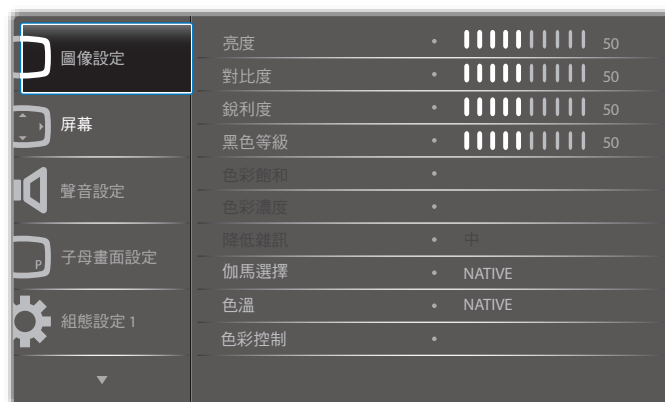 圖像設定
屏幕
聲音設定
P
子母畫面設定
組態設定 1
亮度 • 50
對比度 • 50
銳利度 • 50
黑色等級 • 50
色彩飽和 •
色彩濃度 •
降低雜訊 • 中
伽馬選擇 • NATIVE
色溫 • NATIVE
色彩控制 •